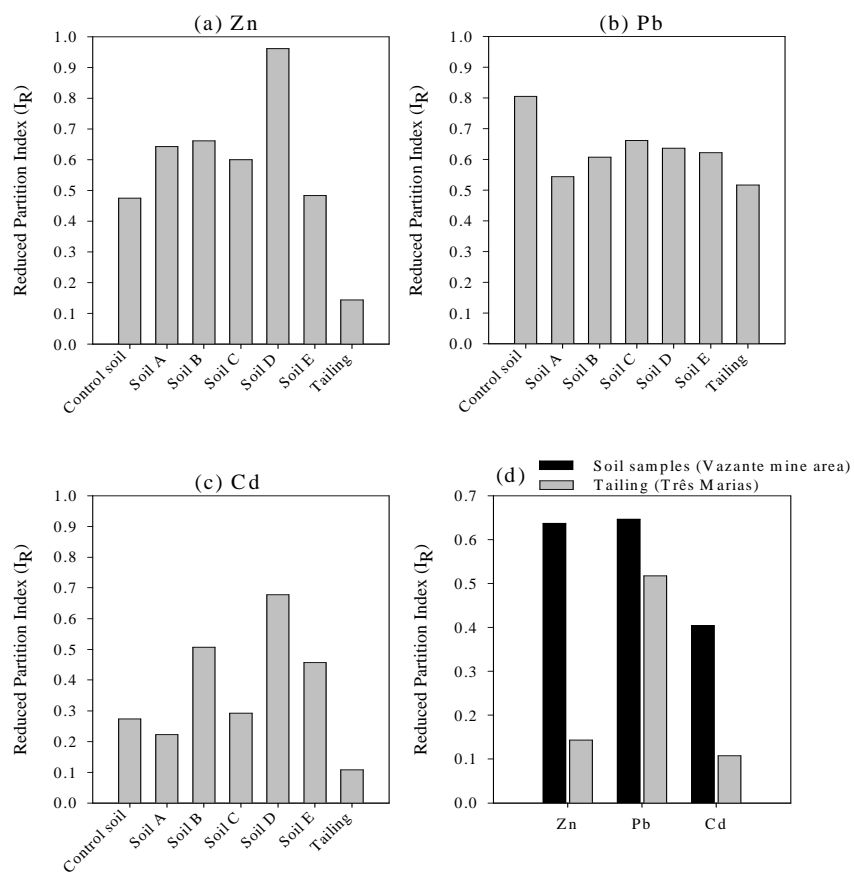 (a) Zn
Reduced Partition Index (IR)
1.0
0.9
0.8
0.7
0.6
0.5
0.4
0.3
0.2
0.1
0.0
Control soil
Soil A
Soil B
Soil C
Soil D
Soil E
Tailing
(b) Pb
Reduced Partition Index (IR)
1.0
0.9
0.8
0.7
0.6
0.5
0.4
0.3
0.2
0.1
0.0
Control soil
Soil A
Soil B
Soil C
Soil D
Soil E
Tailing
(c) Cd
Reduced Partition Index (IR)
1.0
0.9
0.8
0.7
0.6
0.5
0.4
0.3
0.2
0.1
0.0
Control soil
Soil A
Soil B
Soil C
Soil D
Soil E
Tailing
(d)
Soil samples (Vazante mine area)
Tailing (Três Marias)
Reduced Partition Index (IR)
0.7
0.6
0.5
0.4
0.3
0.2
0.1
0.0
Zn
Pb
Cd